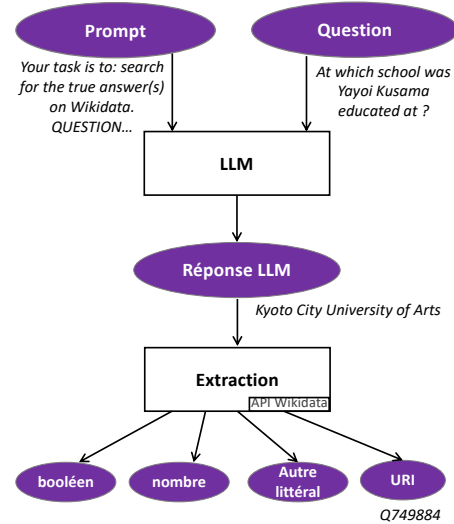 Prompt
Question
Your task is to: search
for the true answer(s)
on Wikidata.
QUESTION…
At which school was
Yayoi Kusama
educated at ?
LLM
Réponse LLM
Kyoto City University of Arts
Extraction
API Wikidata
booléen
nombre
Autre
littéral
URI
Q749884